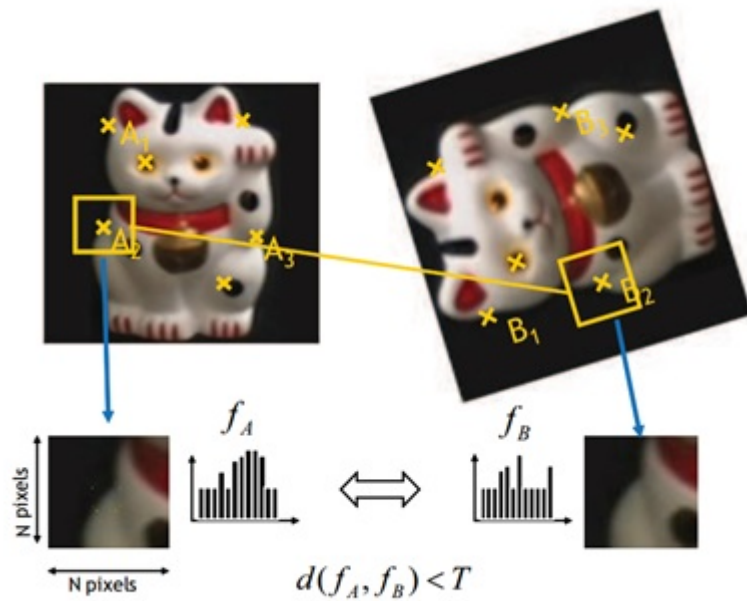 A1
A2
A3
B3
B2
B1
f_A
f_B
N pixels
N pixels
d(f_A, f_B) < T